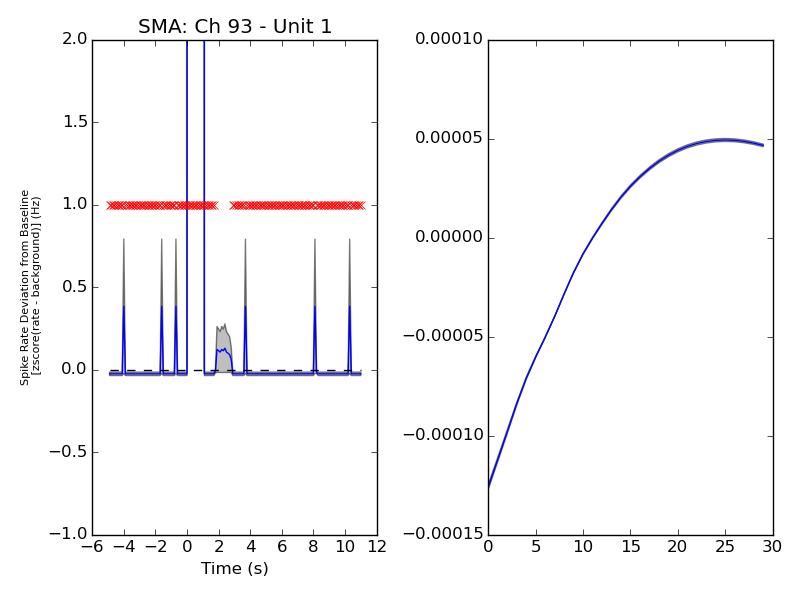 SMA: Ch 93 - Unit 1
2.0
1.5
1.0
0.5
0.0
−0.5
−1.0
Spike Rate Deviation from Baseline
[zscore(rate - background)] (Hz)
−6 −4 −2 0 2 4 6 8 10 12
Time (s)
0.00010
0.00005
0.00000
−0.00005
−0.00010
−0.00015
0 5 10 15 20 25 30